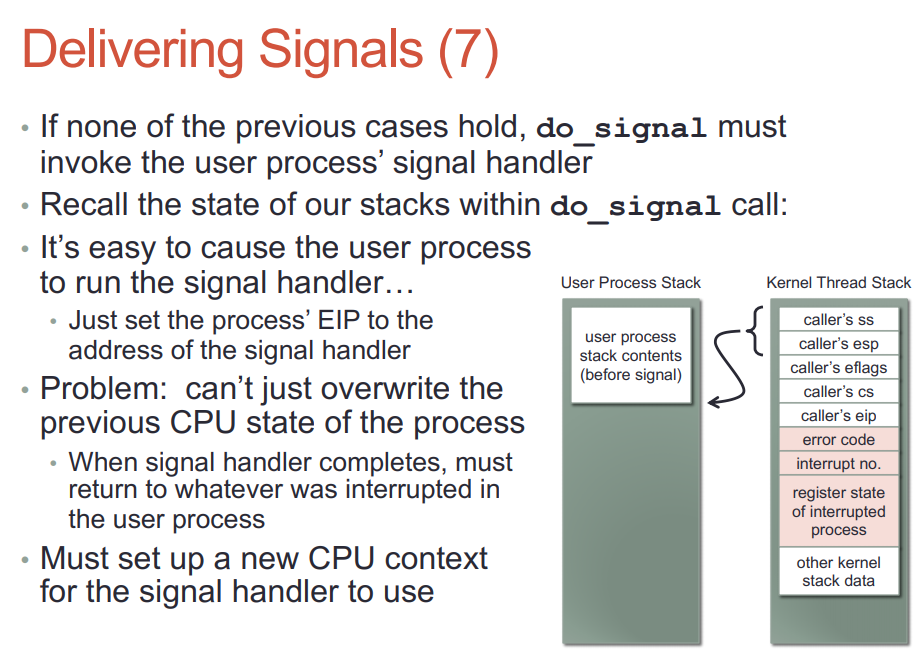 Delivering Signals (7)
• If none of the previous cases hold, do_signal must
invoke the user process’ signal handler
• Recall the state of our stacks within do_signal call:
• It’s easy to cause the user process
to run the signal handler…
• Just set the process’ EIP to the
address of the signal handler
• Problem: can’t just overwrite the
previous CPU state of the process
• When signal handler completes, must
return to whatever was interrupted in
the user process
• Must set up a new CPU context
for the signal handler to use
User Process Stack
user process
stack contents
(before signal)
Kernel Thread Stack
caller’s ss
caller’s esp
caller’s eflags
caller’s cs
caller’s eip
error code
interrupt no.
register state
of interrupted
process
other kernel
stack data